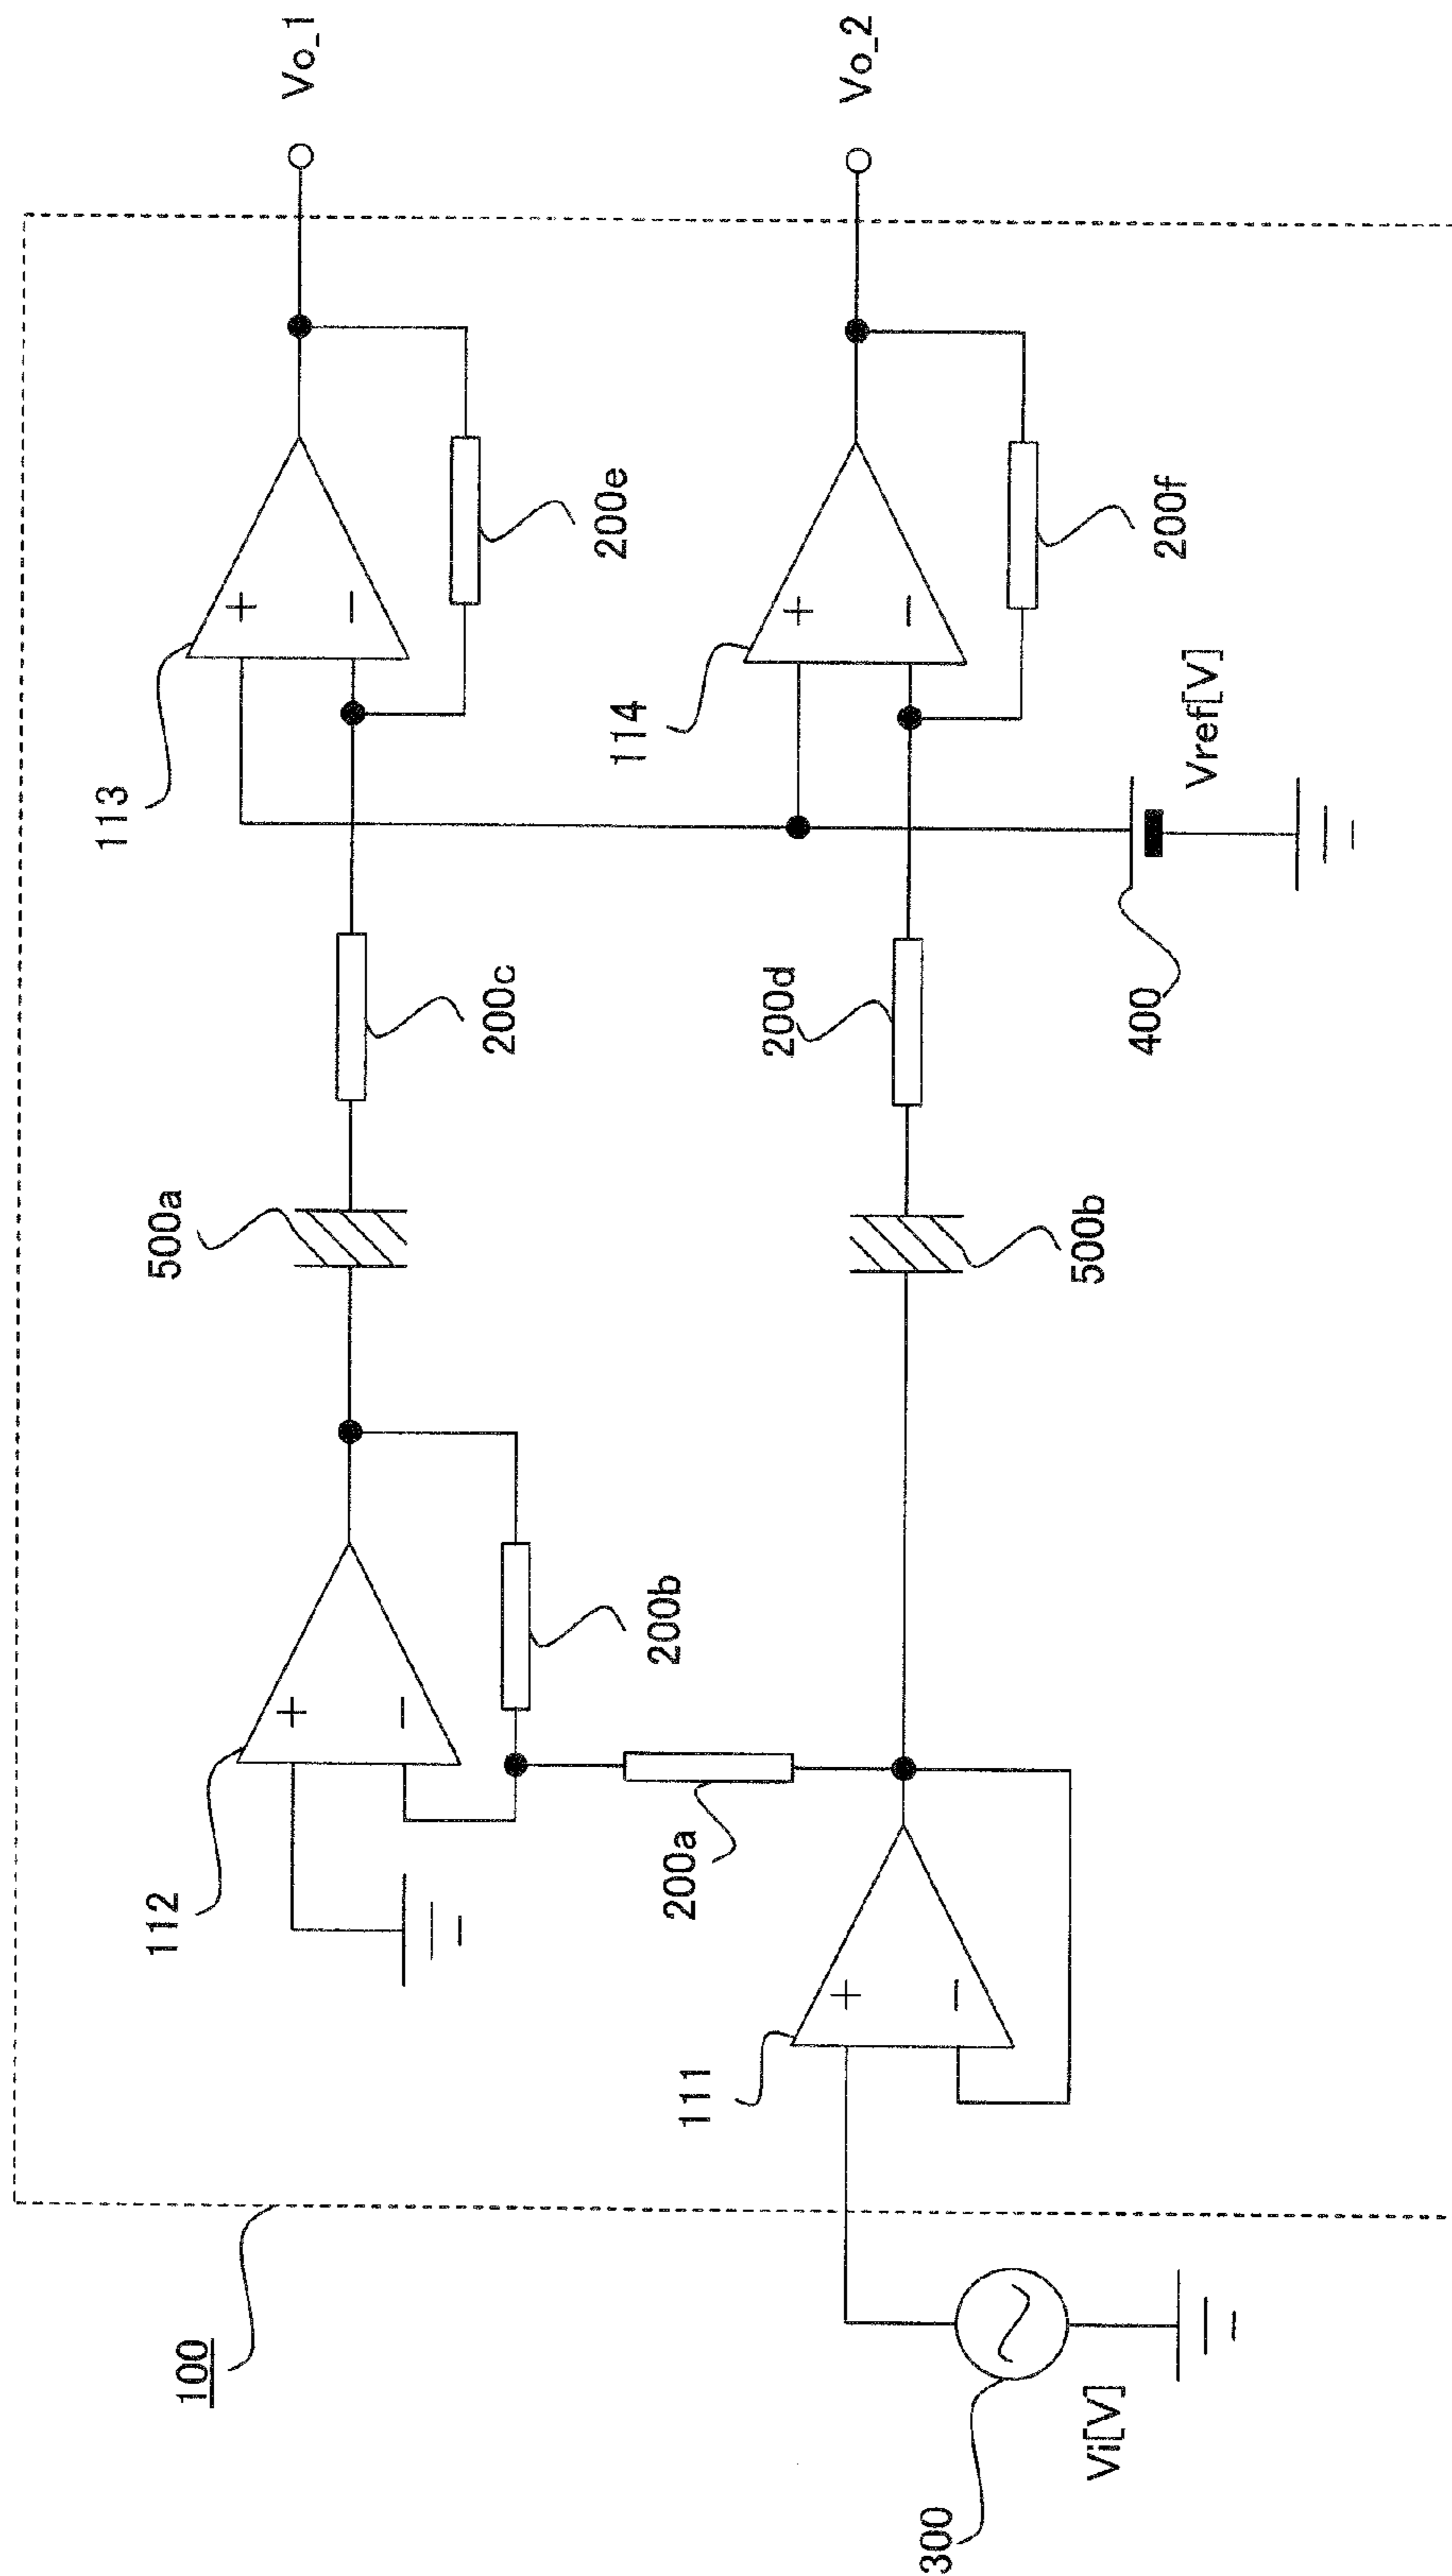 100
300
Vi[V]
111
112
200a
200b
500a
500b
200c
200d
400
Vref[V]
113
114
200e
200f
Vo_1
Vo_2
+
−
+
−
+
−
+
−